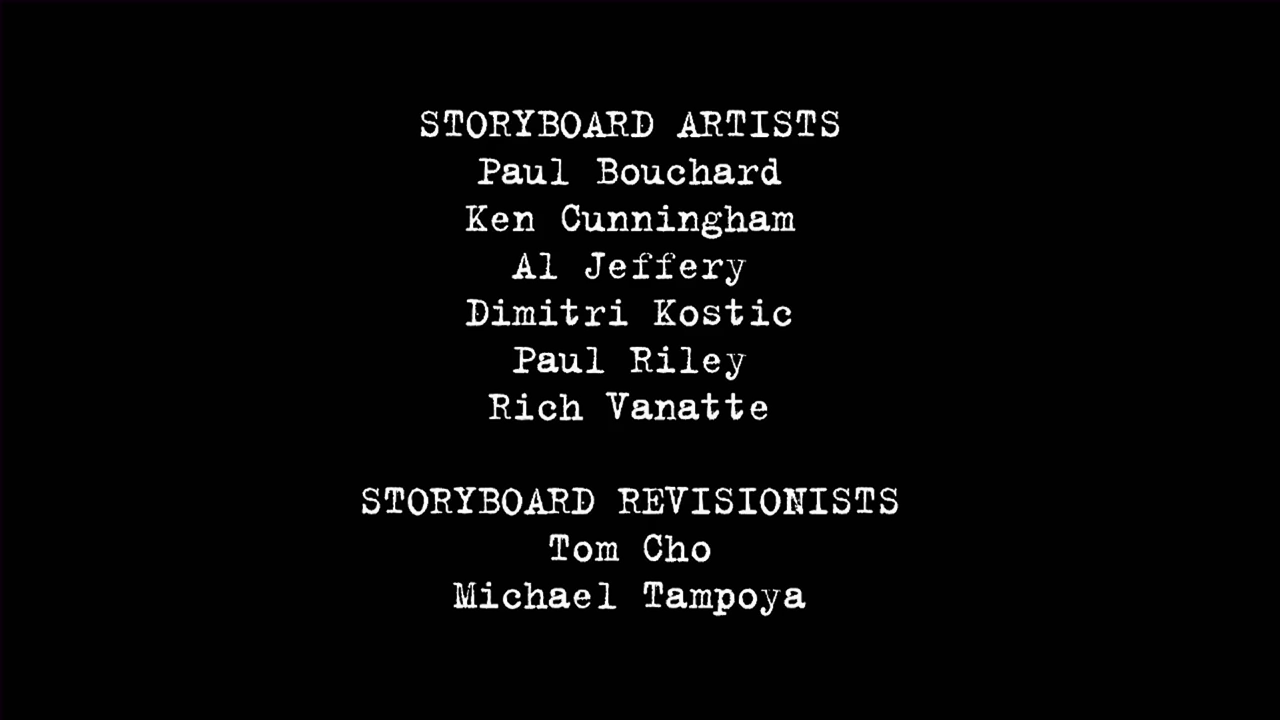 STORYBOARD ARTISTS
Paul Bouchard
Ken Cunningham
Al Jeffery
Dimitri Kostic
Paul Riley
Rich Vanatte
STORYBOARD REVISIONISTS
Tom Cho
Michael Tampoya